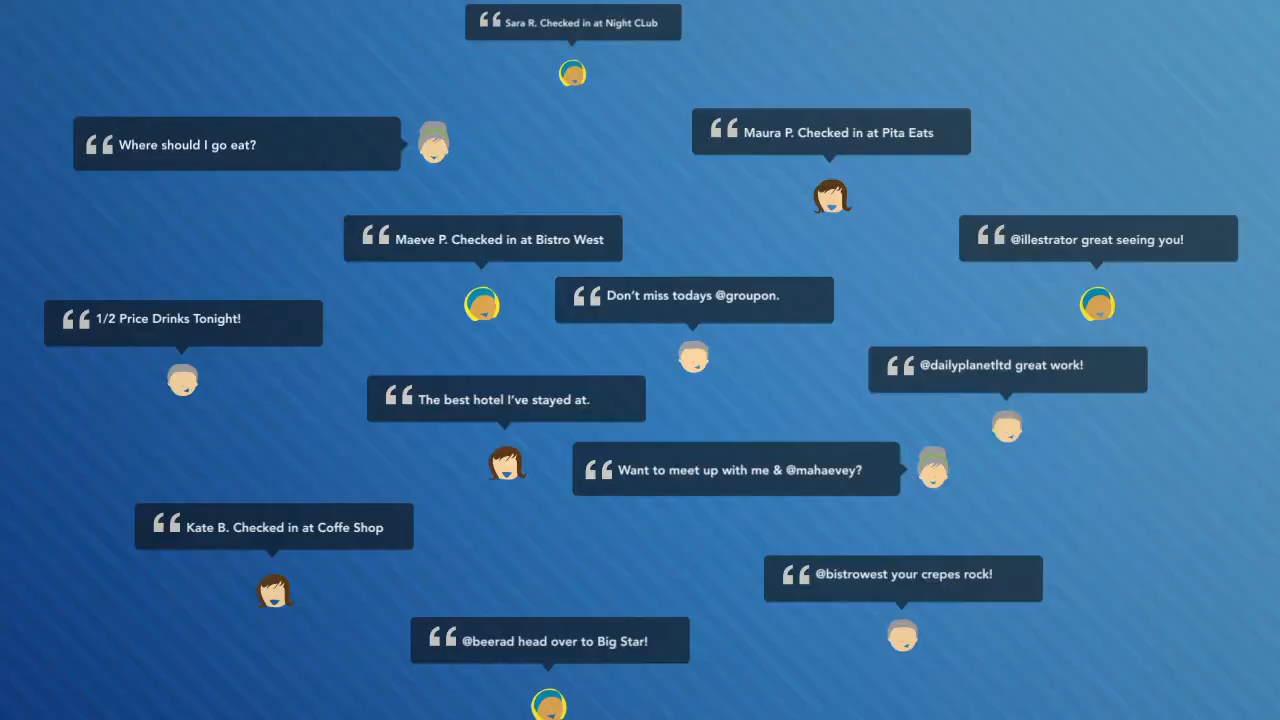 Sara R. Checked in at Night CLub
Maura P. Checked in at Pita Eats
Where should I go eat?
Maeve P. Checked in at Bistro West
@illestrator great seeing you!
Don't miss todays @groupon.
1/2 Price Drinks Tonight!
@dailyplanetltd great work!
The best hotel I've stayed at.
Want to meet up with me & @mahaevey?
Kate B. Checked in at Coffe Shop
@bistrowest your crepes rock!
@beerad head over to Big Star!